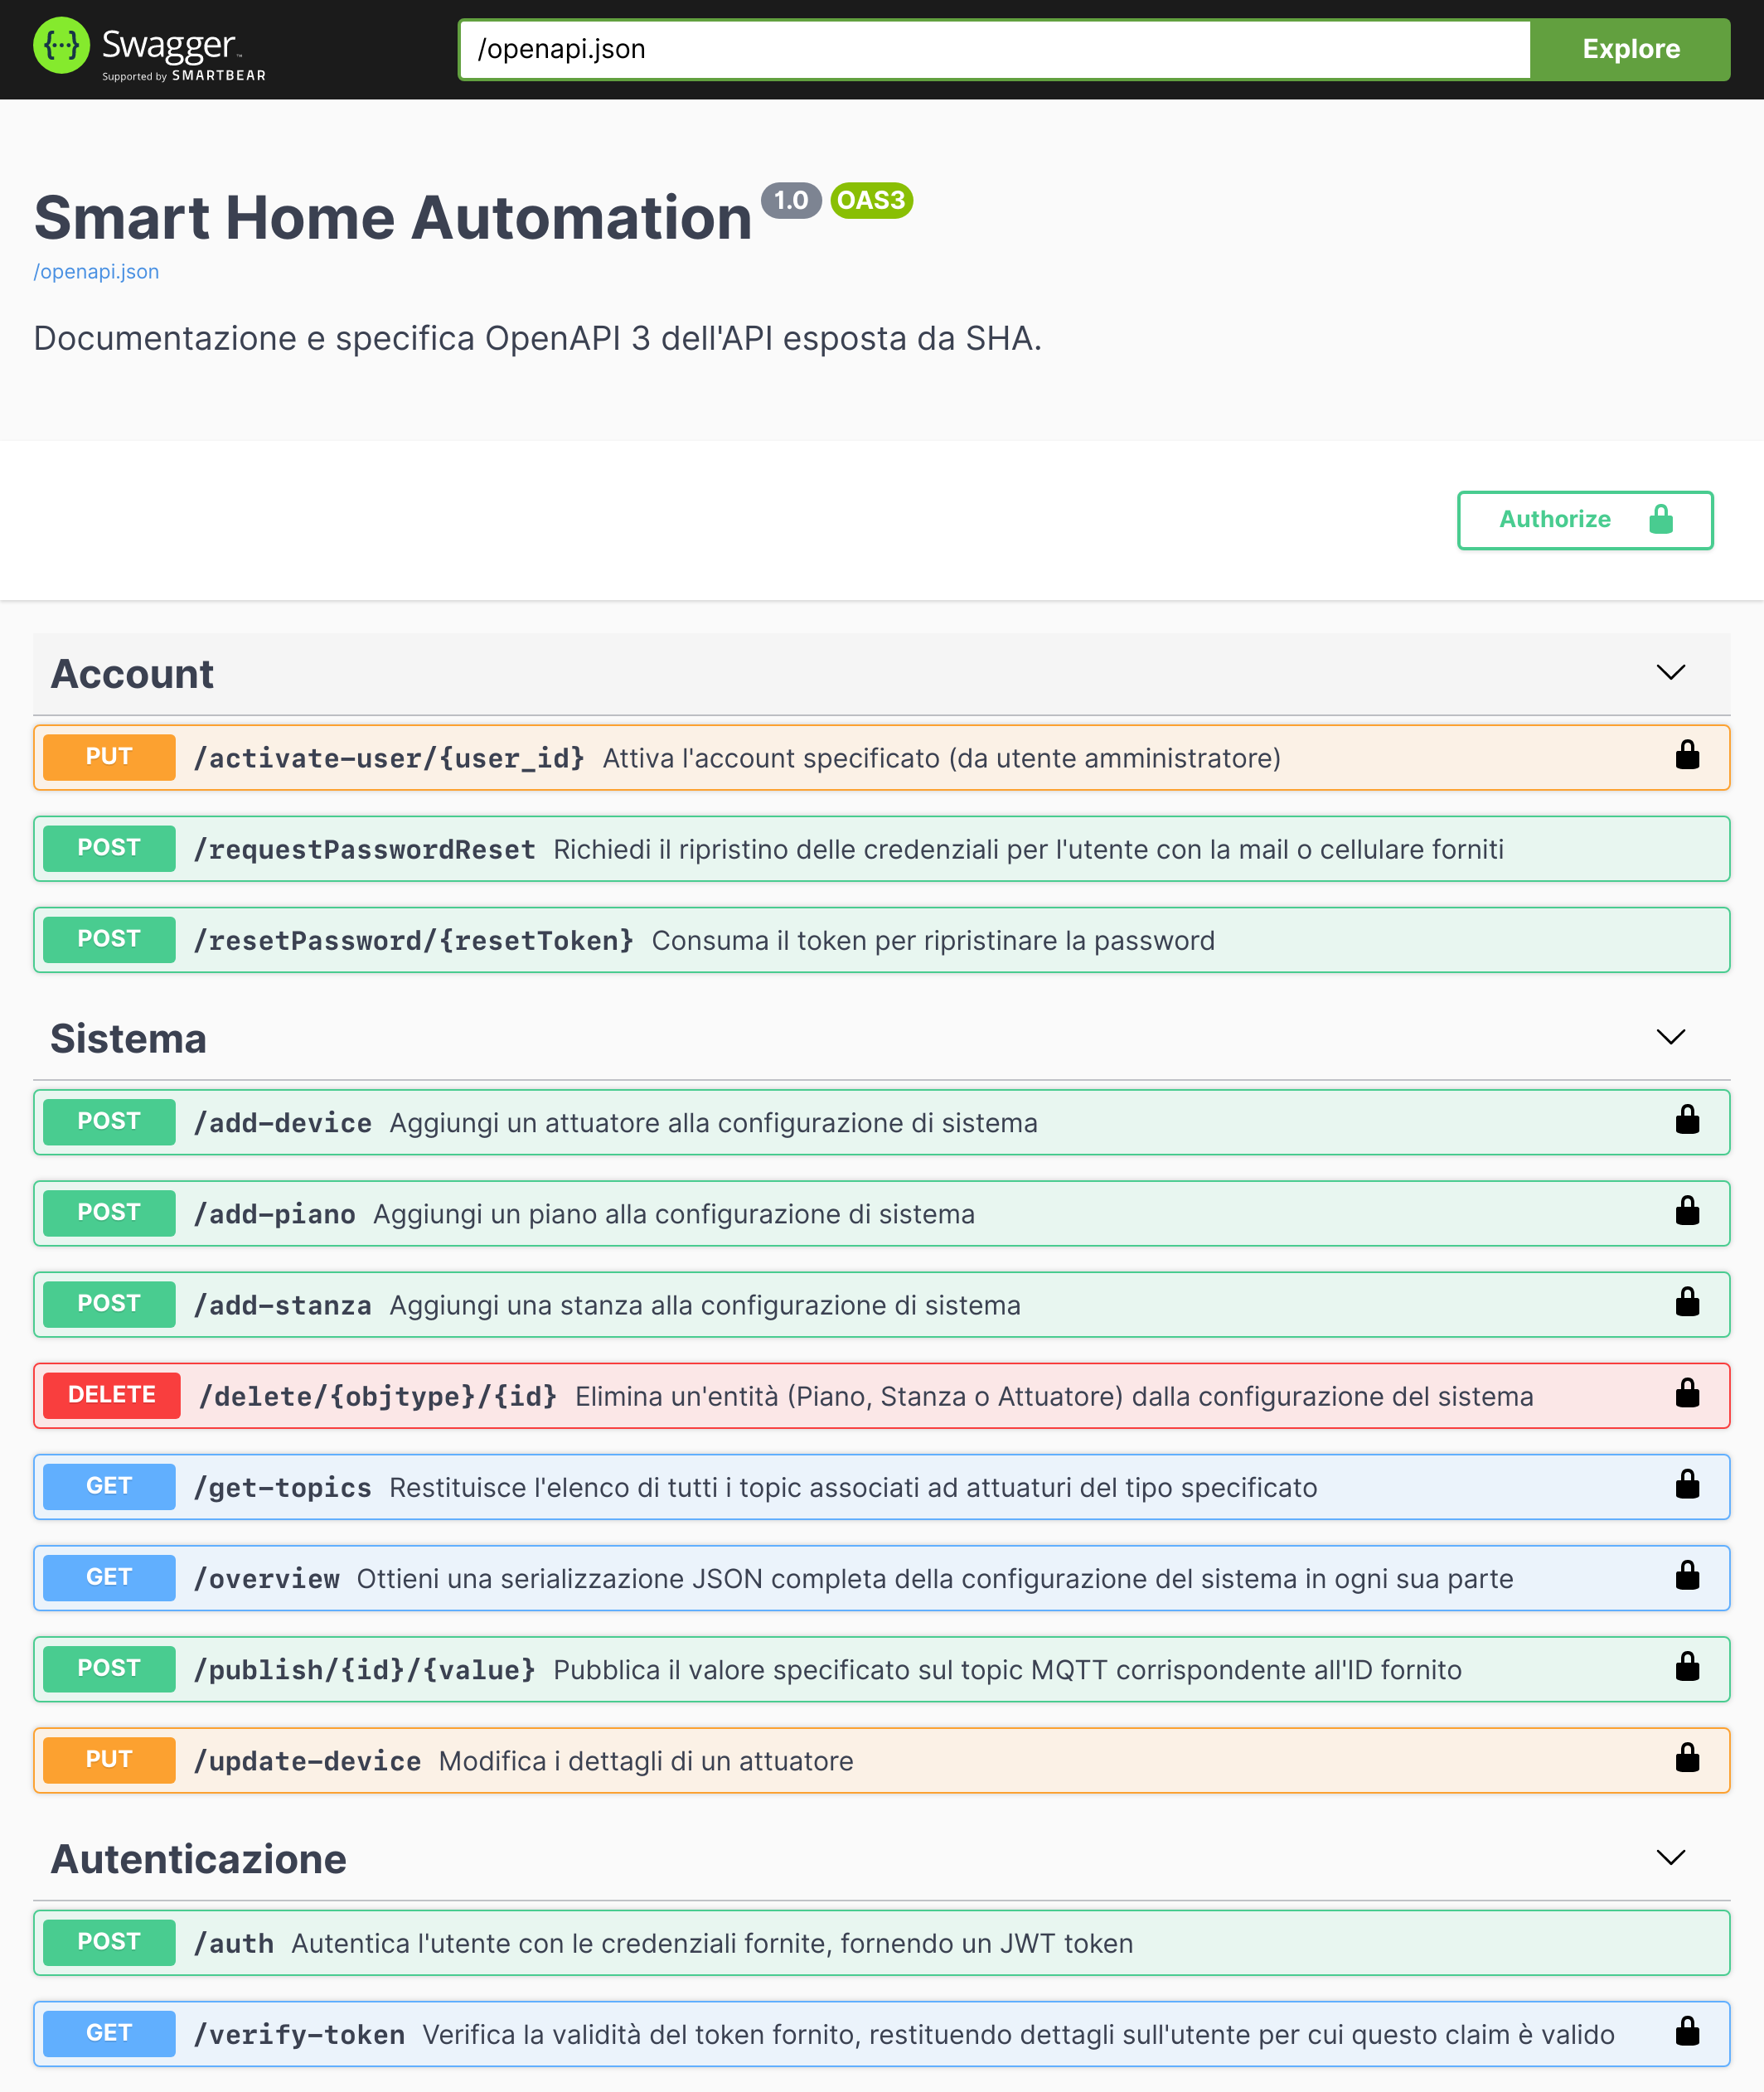 Swagger™
Supported by SMARTBEAR
/openapi.json
Explore
Smart Home Automation 1.0 OAS3
/openapi.json
Documentazione e specifica OpenAPI 3 dell'API esposta da SHA.
Authorize
Account
PUT /activate-user/{user_id} Attiva l'account specificato (da utente amministratore)
POST /requestPasswordReset Richiedi il ripristino delle credenziali per l'utente con la mail o cellulare forniti
POST /resetPassword/{resetToken} Consuma il token per ripristinare la password
Sistema
POST /add-device Aggiungi un attuatore alla configurazione di sistema
POST /add-piano Aggiungi un piano alla configurazione di sistema
POST /add-stanza Aggiungi una stanza alla configurazione di sistema
DELETE /delete/{objtype}/{id} Elimina un'entità (Piano, Stanza o Attuatore) dalla configurazione del sistema
GET /get-topics Restituisce l'elenco di tutti i topic associati ad attuaturi del tipo specificato
GET /overview Ottieni una serializzazione JSON completa della configurazione del sistema in ogni sua parte
POST /publish/{id}/{value} Pubblica il valore specificato sul topic MQTT corrispondente all'ID fornito
PUT /update-device Modifica i dettagli di un attuatore
Autenticazione
POST /auth Autentica l'utente con le credenziali fornite, fornendo un JWT token
GET /verify-token Verifica la validità del token fornito, restituendo dettagli sull'utente per cui questo claim è valido